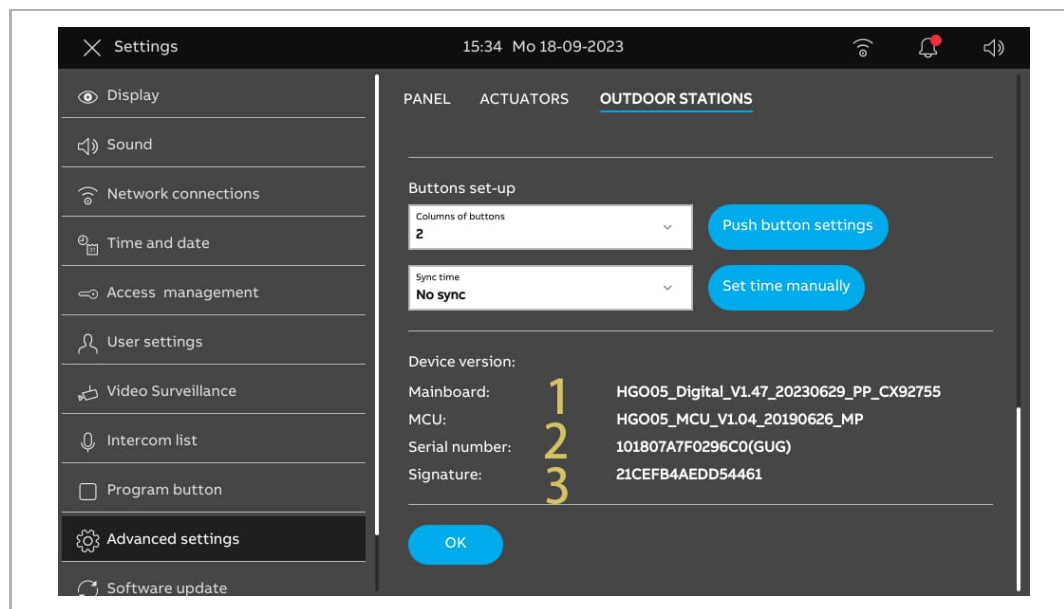 Settings
15:34 Mo 18-09-2023
Display
Sound
Network connections
Time and date
Access management
User settings
Video Surveillance
Intercom list
Program button
Advanced settings
Software update
PANEL ACTUATORS OUTDOOR STATIONS
Buttons set-up
Columns of buttons
2
Push button settings
Sync time
No sync
Set time manually
Device version:
Mainboard: 1 HGO05_Digital_V1.47_20230629_PP_CX92755
MCU: HGO05_MCU_V1.04_20190626_MP
Serial number: 2 101807A7F0296C0(GUG)
Signature: 3 21CEFB4AEDD54461
OK